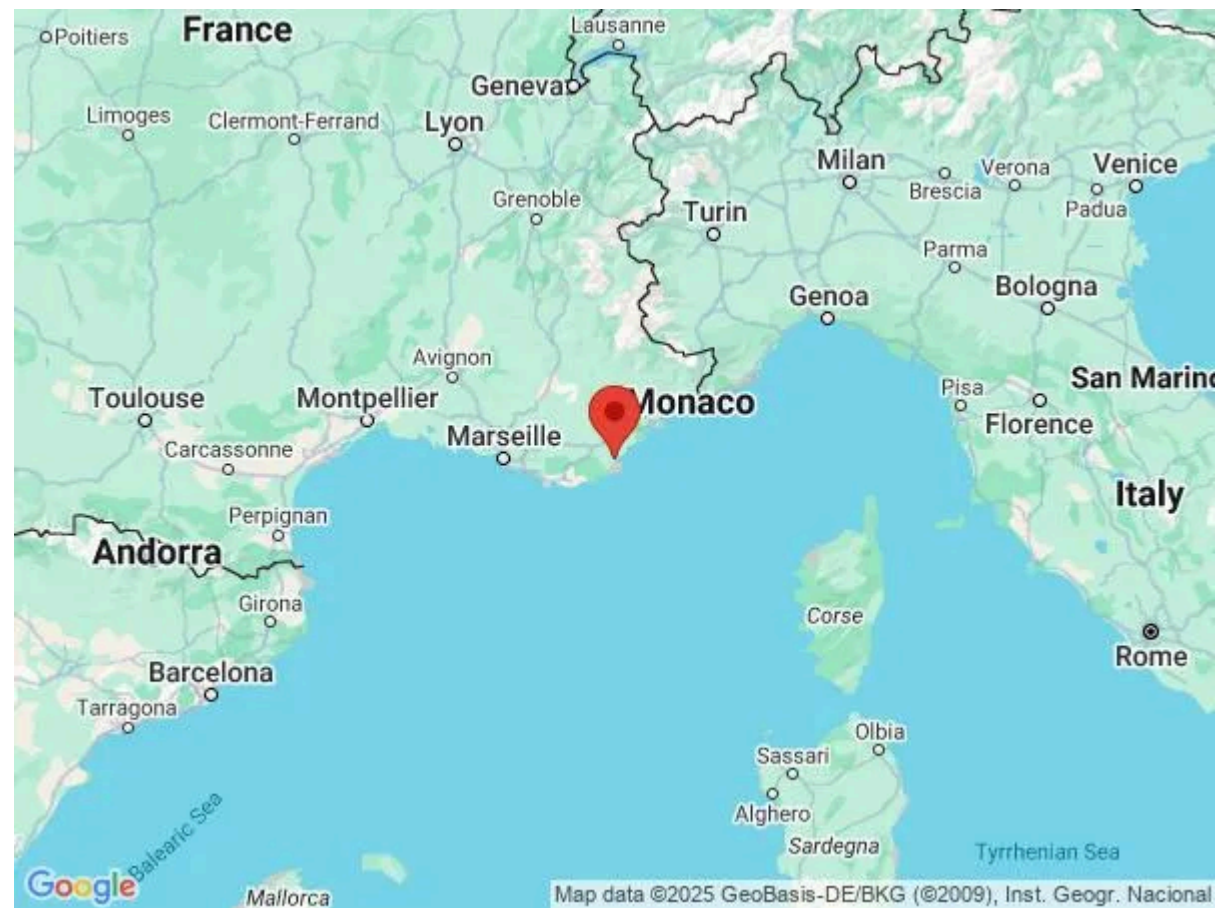 Lausanne
Poitiers
France
Geneva
Limoges
Clermont-Ferrand
Lyon
Milan
Verona
Venice
Brescia
Padua
Grenoble
Turin
Parma
Genoa
Bologna
Avignon
Toulouse
Montpellier
Monaco
Pisa
San Marino
Florence
Marseille
Carcassonne
Italy
Perpignan
Andorra
Girona
Corse
Rome
Barcelona
Tarragona
Olbia
Sassari
Alghero
Balearic Sea
Sardegna
Tyrrhenian Sea
Google
Mallorca
Map data ©2025 GeoBasis-DE/BKG (©2009), Inst. Geogr. Nacional